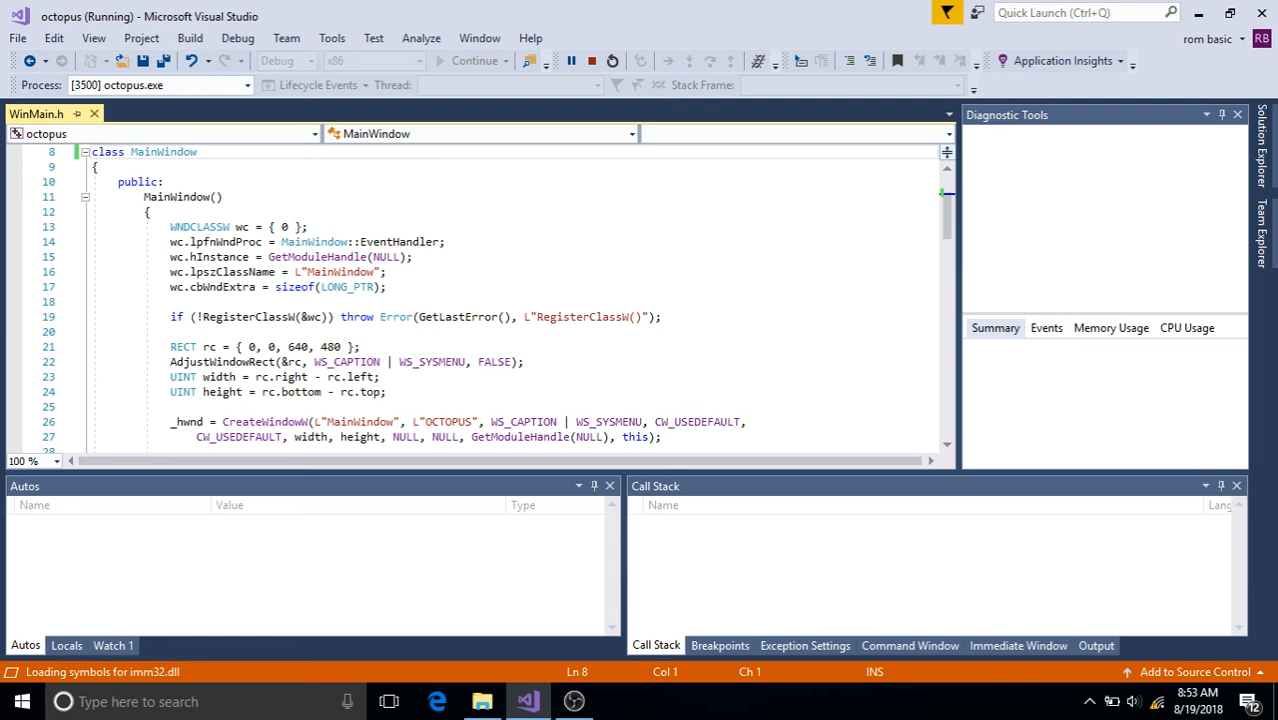 octopus (Running) - Microsoft Visual Studio
Quick Launch (Ctrl+Q)
File Edit View Project Build Debug Team Tools Test Analyze Window Help
rom basic RB
Debug x86 Continue Application Insights
Process: [3500] octopus.exe Lifecycle Events Thread: Stack Frame:
WinMain.h
octopus MainWindow
8 class MainWindow
9 {
10 public:
11 MainWindow()
12 {
13 WNDCLASSW wc = { 0 };
14 wc.lpfnWndProc = MainWindow::EventHandler;
15 wc.hInstance = GetModuleHandle(NULL);
16 wc.lpszClassName = L"MainWindow";
17 wc.cbWndExtra = sizeof(LONG_PTR);
18
19 if (!RegisterClassW(&wc)) throw Error(GetLastError(), L"RegisterClassW()");
20
21 RECT rc = { 0, 0, 640, 480 };
22 AdjustWindowRect(&rc, WS_CAPTION | WS_SYSMENU, FALSE);
23 UINT width = rc.right - rc.left;
24 UINT height = rc.bottom - rc.top;
25
26 _hwnd = CreateWindowW(L"MainWindow", L"OCTOPUS", WS_CAPTION | WS_SYSMENU, CW_USEDEFAULT,
27 CW_USEDEFAULT, width, height, NULL, NULL, GetModuleHandle(NULL), this);
28
100 %
Diagnostic Tools
Summary Events Memory Usage CPU Usage
Solution Explorer
Team Explorer
Autos
Name Value Type
Autos Locals Watch 1
Call Stack
Name Lang
Call Stack Breakpoints Exception Settings Command Window Immediate Window Output
Loading symbols for imm32.dll Ln 8 Col 1 Ch 1 INS Add to Source Control
Type here to search
8:53 AM
8/19/2018
12